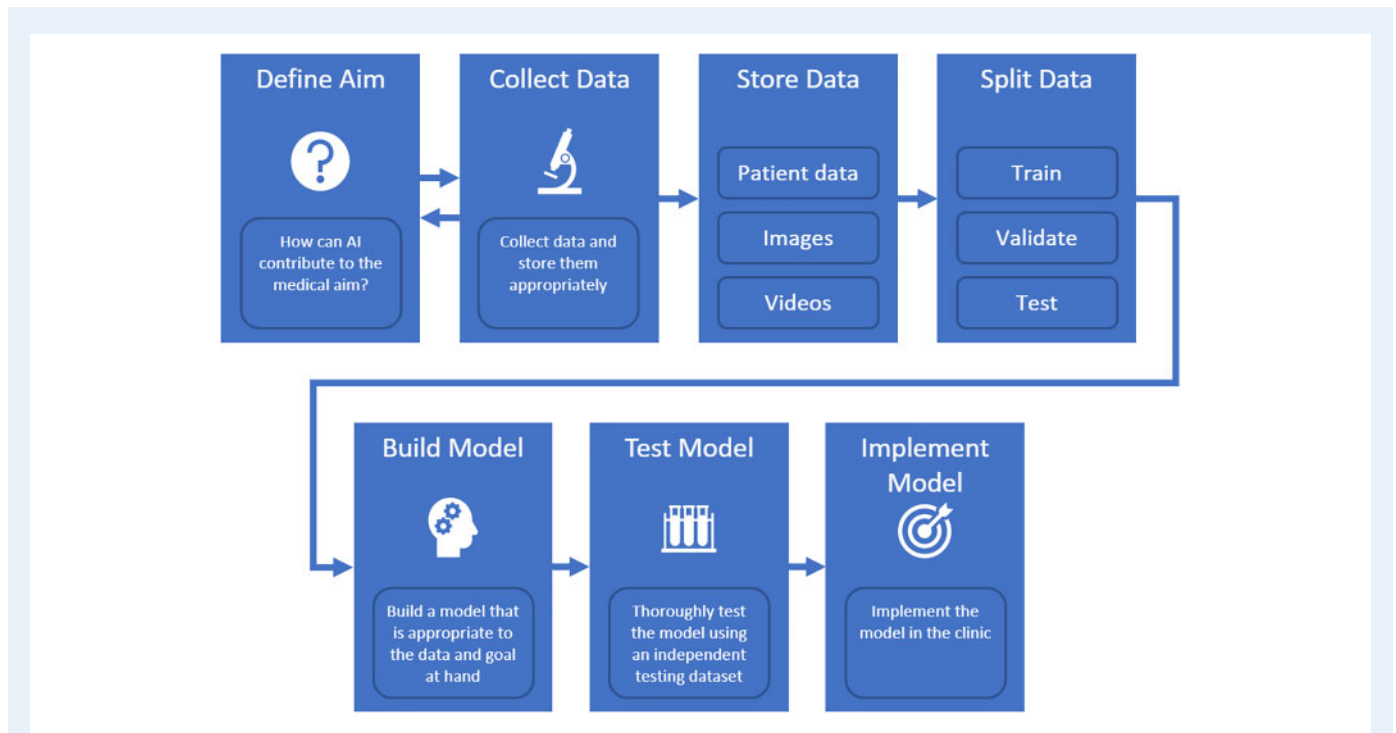 Define Aim
How can AI
contribute to the
medical aim?
Collect Data
Collect data and
store them
appropriately
Store Data
Patient data
Images
Videos
Split Data
Train
Validate
Test
Build Model
Build a model that
is appropriate to
the data and goal
at hand
Test Model
Thoroughly test
the model using
an independent
testing dataset
Implement
Model
Implement the
model in the clinic